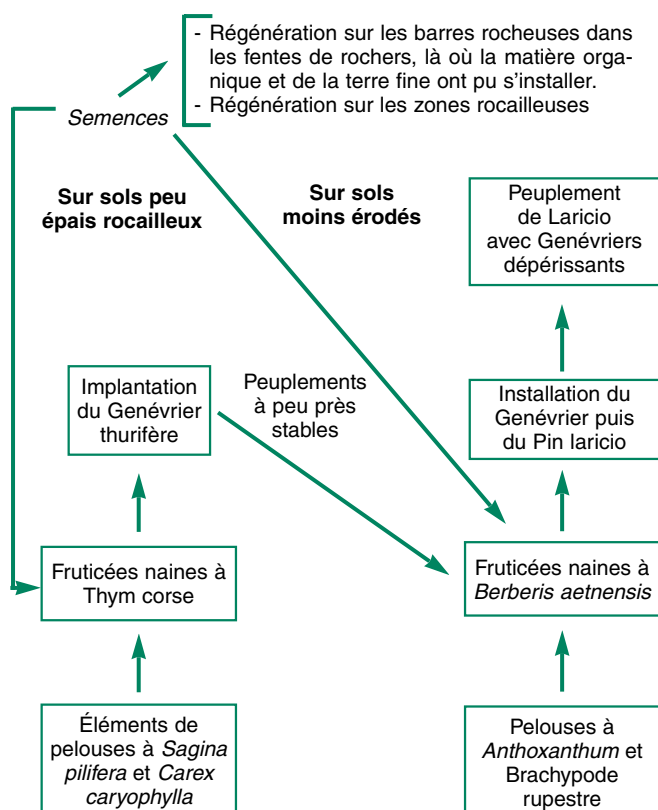 - Régénération sur les barres rocheuses dans
les fentes de rochers, là où la matière orga-
nique et de la terre fine ont pu s’installer.
- Régénération sur les zones rocailleuses
Semences
Sur sols peu
épais rocailleux
Sur sols
moins érodés
Peuplement
de Laricio
avec Genévriers
dépérissants
Implantation
du Genévrier
thurifère
Peuplements
à peu près
stables
Installation du
Genévrier puis
du Pin laricio
Fruticées naines à
Thym corse
Fruticées naines à
Berberis aetnensis
Éléments de
pelouses à Sagina
pilifera et Carex
caryophylla
Pelouses à
Anthoxanthum et
Brachypode
rupestre